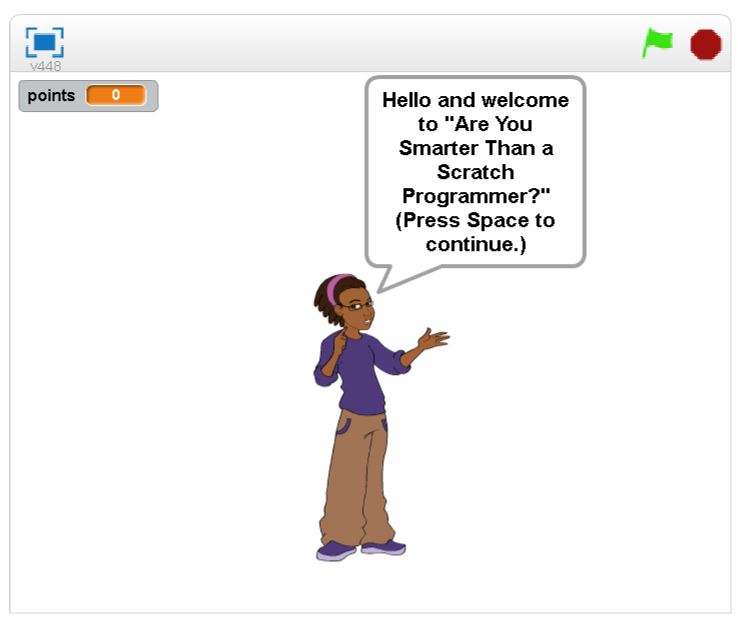 v448
points 0
Hello and welcome
to "Are You
Smarter Than a
Scratch
Programmer?"
(Press Space to
continue.)